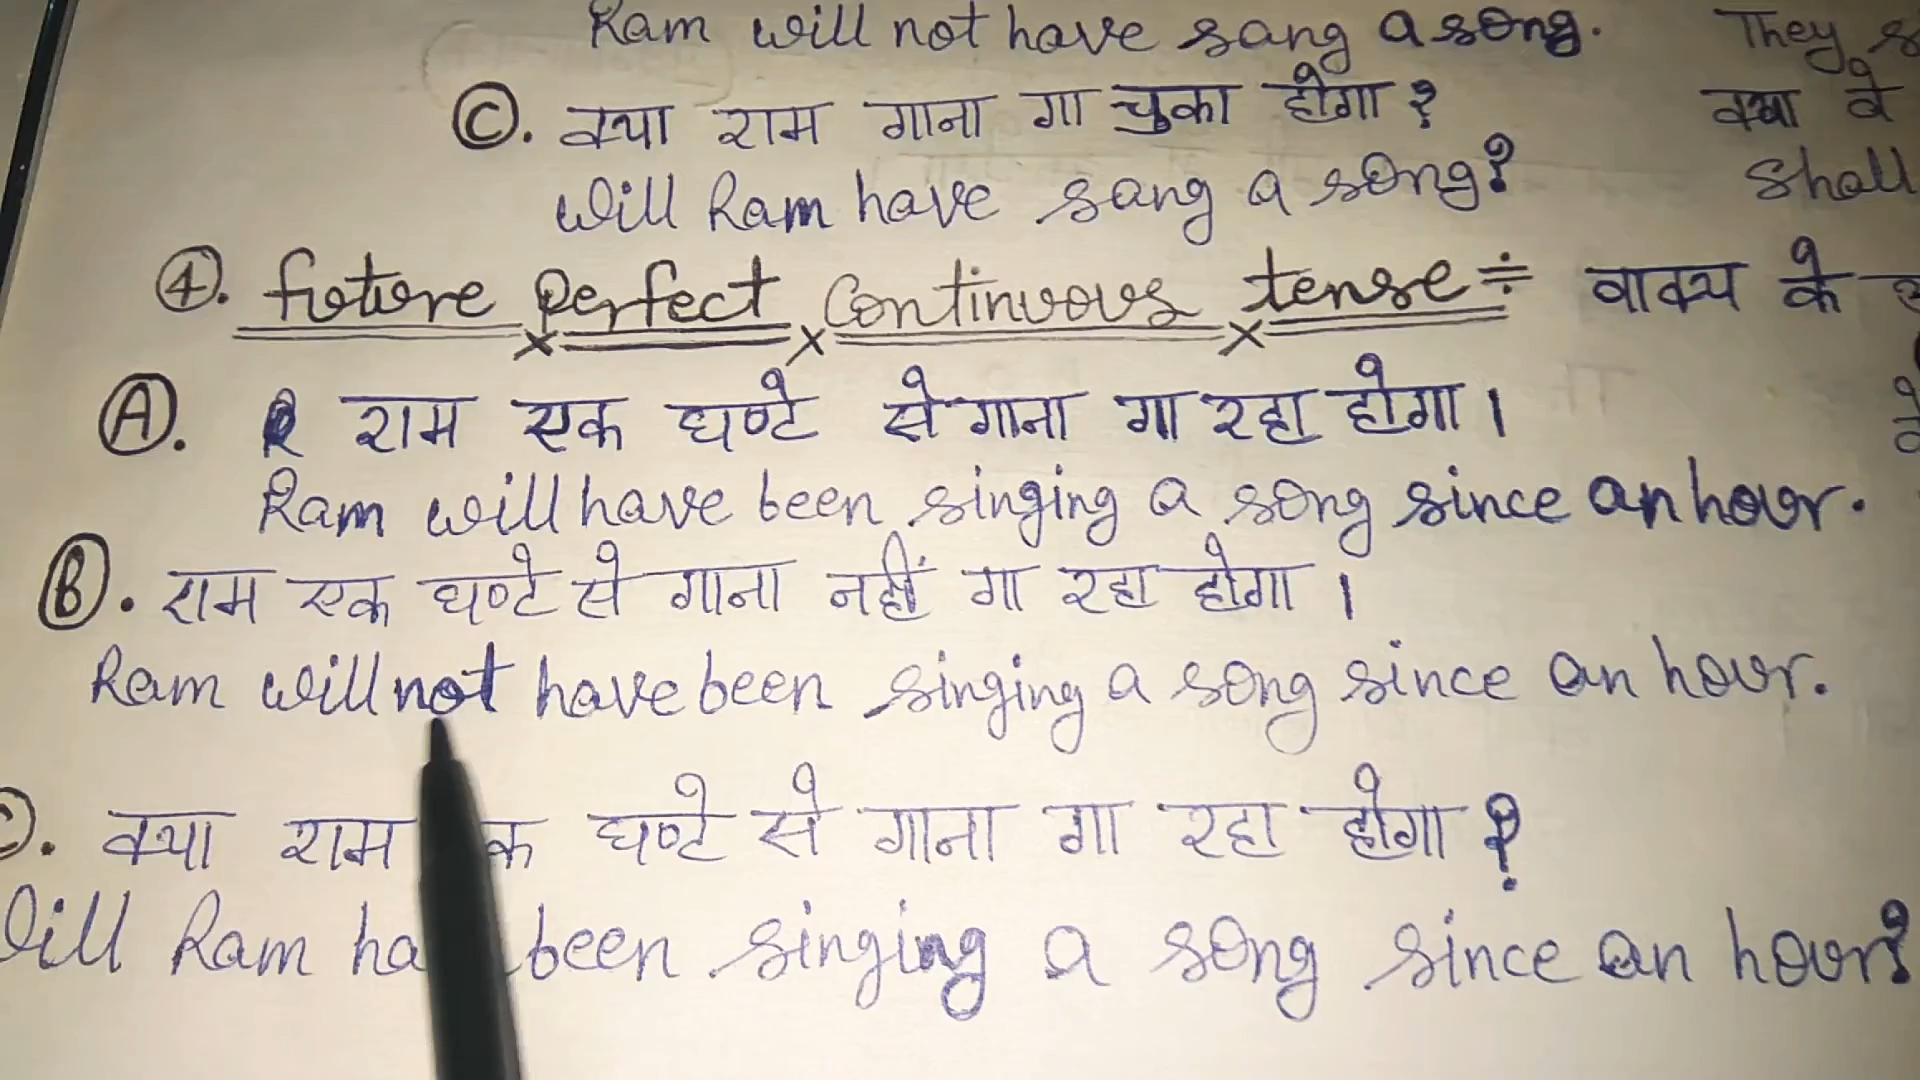 Ram will not have sang a song. They
C. क्या राम गाना गा चुका होगा? क्या वे
will Ram have sang a song? Shall
4. future perfect continuous tense ÷ वाक्य के
A. राम एक घण्टे से गाना गा रहा होगा।
Ram will have been singing a song since an hour.
B. राम एक घण्टे से गाना नहीं गा रहा होगा।
Ram will not have been singing a song since an hour.
क्या राम घण्टे से गाना गा रहा होगा?
Will Ram been singing a song since an hour?